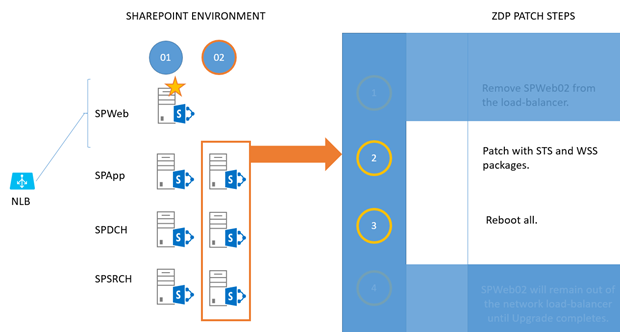 SHAREPOINT ENVIRONMENT
ZDP PATCH STEPS
01
02
1
Remove SPWeb02 from
the load-balancer.
SPWeb
2
Patch with STS and WSS
packages.
SPApp
NLB
3
Reboot all.
SPDCH
SPSRCH
4
SPWeb02 will remain out of
the network load-balancer
until Upgrade completes.